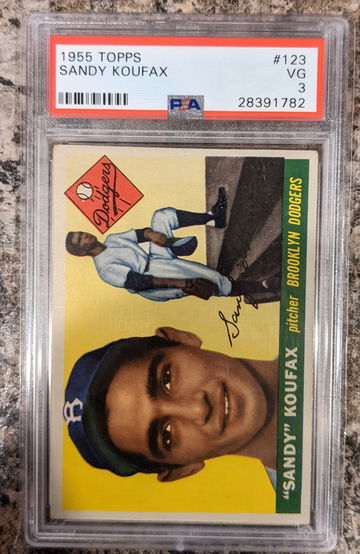 1955 TOPPS
SANDY KOUFAX
#123
VG
3
28391782
PSA
Dodgers
B
"SANDY" KOUFAX
pitcher BROOKLYN DODGERS